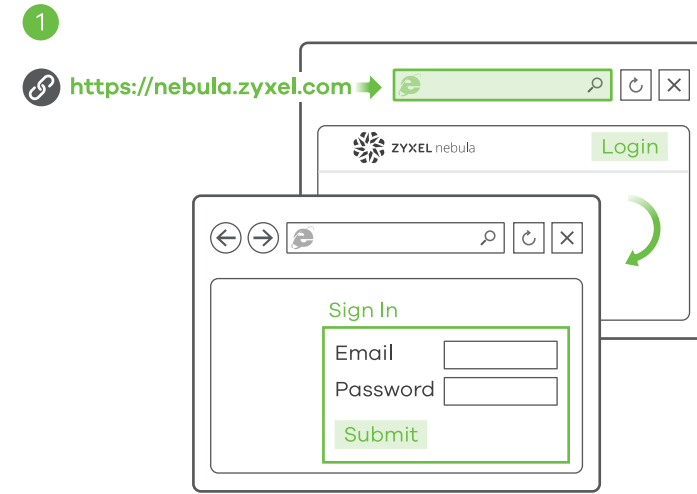 1
https://nebula.zyxel.com
ZYXEL nebula
Login
Sign In
Email
Password
Submit